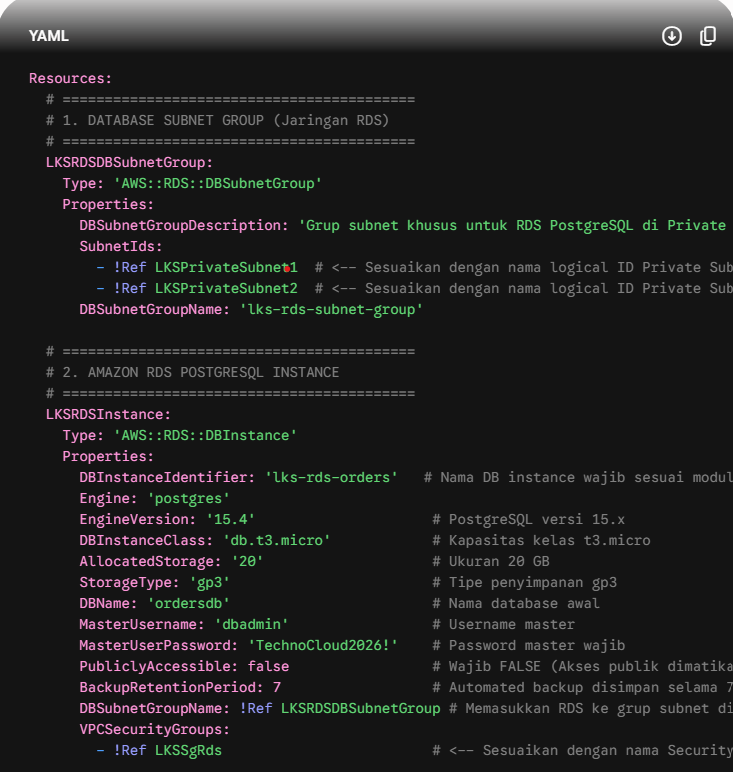 YAML
Resources:
  # ==========================================
  # 1. DATABASE SUBNET GROUP (Jaringan RDS)
  # ==========================================
  LKSRDSDBSubnetGroup:
    Type: 'AWS::RDS::DBSubnetGroup'
    Properties:
      DBSubnetGroupDescription: 'Grup subnet khusus untuk RDS PostgreSQL di Private
      SubnetIds:
        - !Ref LKSPrivateSubnet1  # <-- Sesuaikan dengan nama logical ID Private Sub
        - !Ref LKSPrivateSubnet2  # <-- Sesuaikan dengan nama logical ID Private Sub
      DBSubnetGroupName: 'lks-rds-subnet-group'
  # ==========================================
  # 2. AMAZON RDS POSTGRESQL INSTANCE
  # ==========================================
  LKSRDSInstance:
    Type: 'AWS::RDS::DBInstance'
    Properties:
      DBInstanceIdentifier: 'lks-rds-orders'   # Nama DB instance wajib sesuai modul
      Engine: 'postgres'
      EngineVersion: '15.4'                     # PostgreSQL versi 15.x
      DBInstanceClass: 'db.t3.micro'            # Kapasitas kelas t3.micro
      AllocatedStorage: '20'                    # Ukuran 20 GB
      StorageType: 'gp3'                        # Tipe penyimpanan gp3
      DBName: 'ordersdb'                        # Nama database awal
      MasterUsername: 'dbadmin'                 # Username master
      MasterUserPassword: 'TechnoCloud2026!'    # Password master wajib
      PubliclyAccessible: false                 # Wajib FALSE (Akses publik dimatika
      BackupRetentionPeriod: 7                  # Automated backup disimpan selama 7
      DBSubnetGroupName: !Ref LKSRDSDBSubnetGroup # Memasukkan RDS ke grup subnet di
      VPCSecurityGroups:
        - !Ref LKSSgRds                         # <-- Sesuaikan dengan nama Security